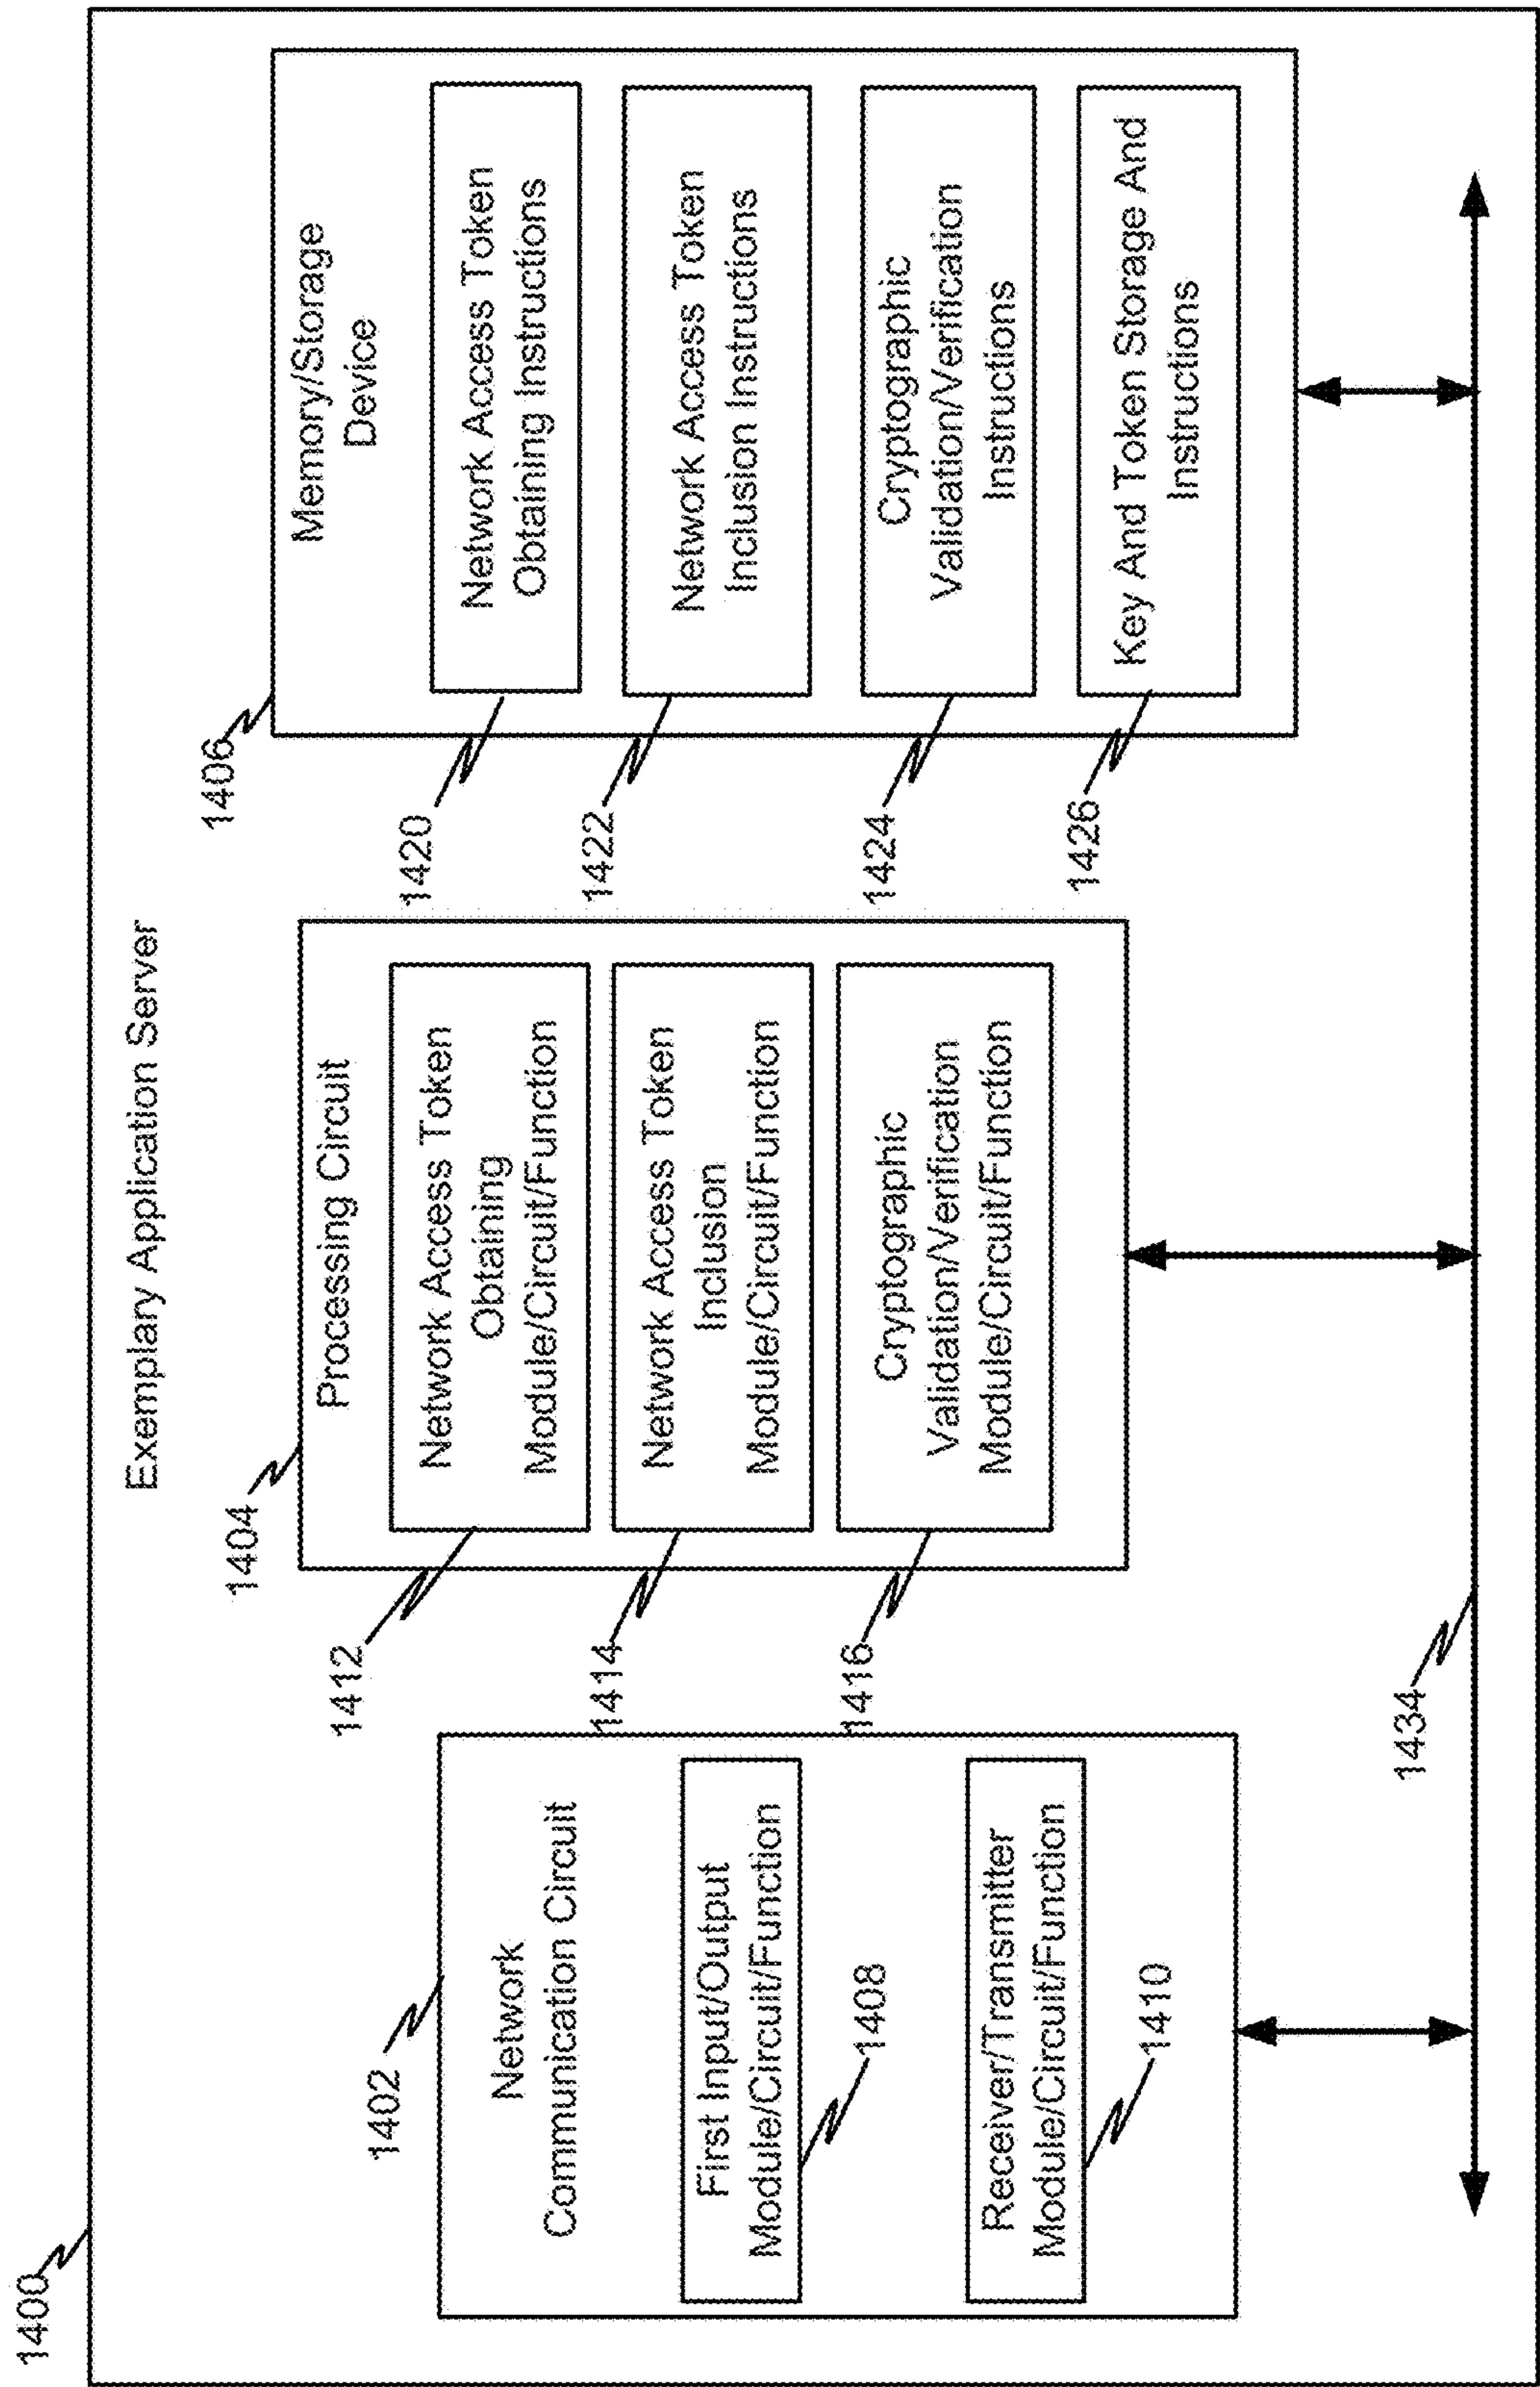 1400
Exemplary Application Server
1402
Network
Communication Circuit
First Input/Output
Module/Circuit/Function
1408
Receiver/Transmitter
Module/Circuit/Function
1410
1404
Processing Circuit
1412
Network Access Token
Obtaining
Module/Circuit/Function
1414
Network Access Token
Inclusion
Module/Circuit/Function
1416
Cryptographic
Validation/Verification
Module/Circuit/Function
1406
Memory/Storage
Device
1420
Network Access Token
Obtaining Instructions
1422
Network Access Token
Inclusion Instructions
1424
Cryptographic
Validation/Verification
Instructions
1426
Key And Token Storage And
Instructions
1434